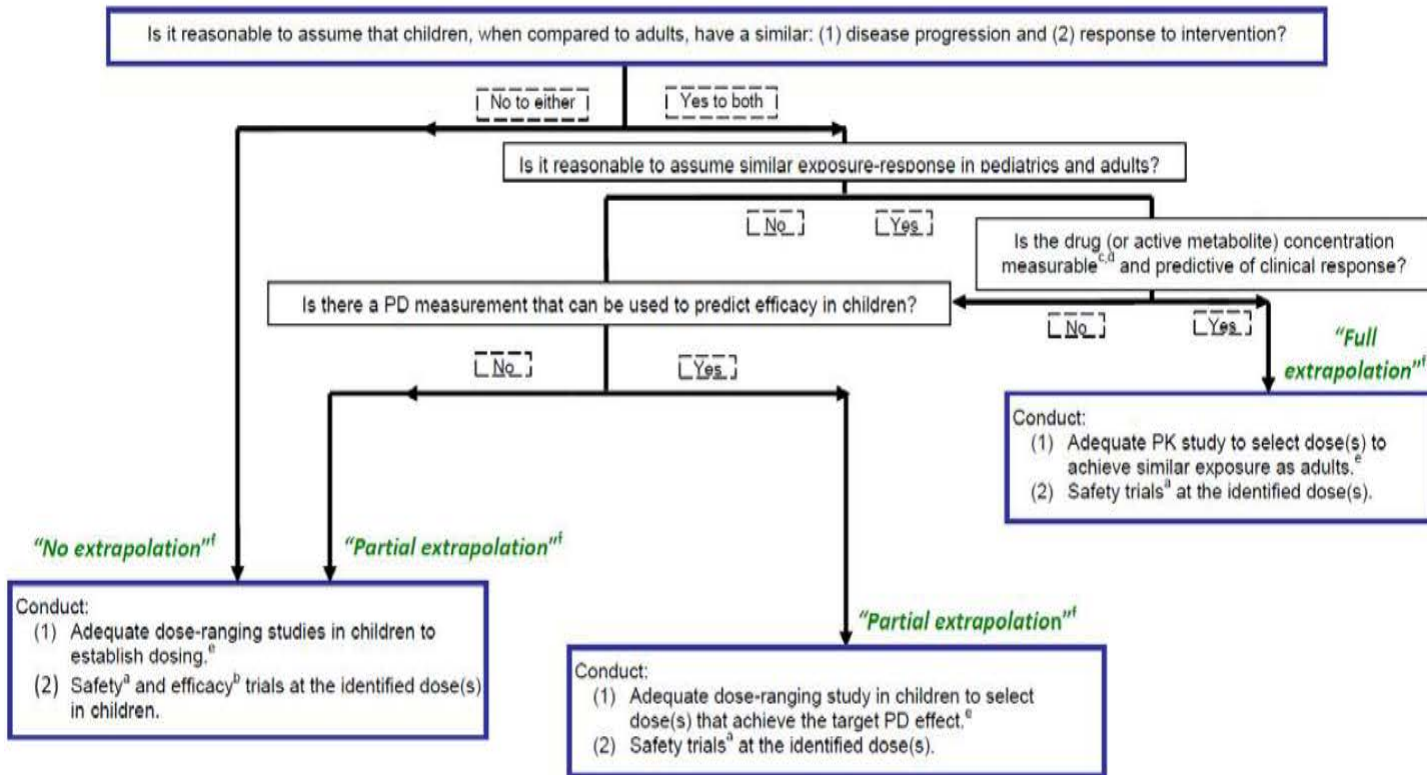 Is it reasonable to assume that children, when compared to adults, have a similar: (1) disease progression and (2) response to intervention?
No to either
Yes to both
Is it reasonable to assume similar exposure-response in pediatrics and adults?
No
Yes
Is the drug (or active metabolite) concentration
measurable^c,d and predictive of clinical response?
Is there a PD measurement that can be used to predict efficacy in children?
No
Yes
"Full
extrapolation"^f
No
Yes
Conduct:
(1) Adequate PK study to select dose(s) to
achieve similar exposure as adults.^e
(2) Safety trials^a at the identified dose(s).
"No extrapolation"^f
"Partial extrapolation"^f
Conduct:
(1) Adequate dose-ranging studies in children to
establish dosing.^e
(2) Safety^a and efficacy^b trials at the identified dose(s)
in children.
"Partial extrapolation"^f
Conduct:
(1) Adequate dose-ranging study in children to select
dose(s) that achieve the target PD effect.^e
(2) Safety trials^a at the identified dose(s).